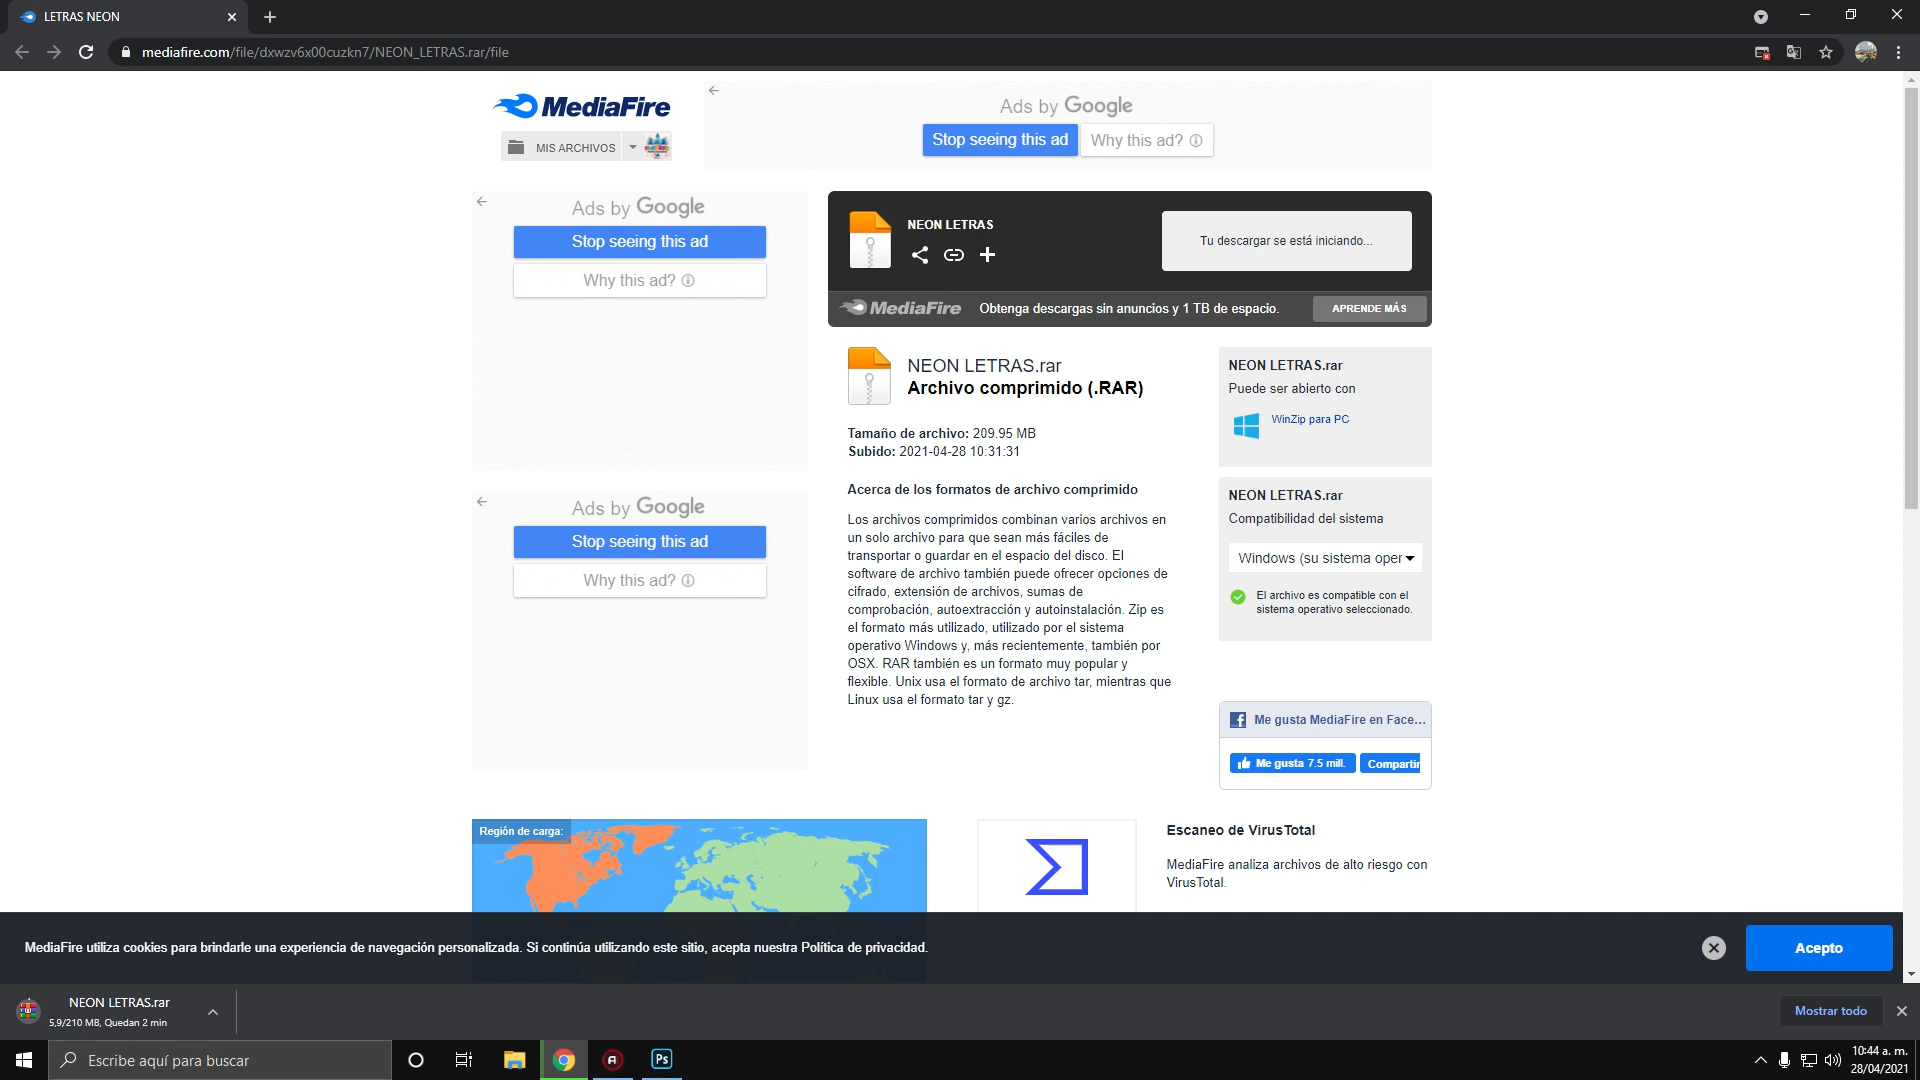 LETRAS NEON
mediafire.com/file/dxwzv6x00cuzkn7/NEON_LETRAS.rar/file
MediaFire
MIS ARCHIVOS
Ads by Google
Stop seeing this ad
Why this ad?
Ads by Google
Stop seeing this ad
Why this ad?
NEON LETRAS
Tu descargar se está iniciando...
MediaFire
Obtenga descargas sin anuncios y 1 TB de espacio.
APRENDE MÁS
NEON LETRAS.rar
Archivo comprimido (.RAR)
Tamaño de archivo: 209.95 MB
Subido: 2021-04-28 10:31:31
Acerca de los formatos de archivo comprimido
Los archivos comprimidos combinan varios archivos en
un solo archivo para que sean más fáciles de
transportar o guardar en el espacio del disco. El
software de archivo también puede ofrecer opciones de
cifrado, extensión de archivos, sumas de
comprobación, autoextracción y autoinstalación. Zip es
el formato más utilizado, utilizado por el sistema
operativo Windows y, más recientemente, también por
OSX. RAR también es un formato muy popular y
flexible. Unix usa el formato de archivo tar, mientras que
Linux usa el formato tar y gz.
NEON LETRAS.rar
Puede ser abierto con
WinZip para PC
NEON LETRAS.rar
Compatibilidad del sistema
Windows (su sistema oper
El archivo es compatible con el
sistema operativo seleccionado.
Ads by Google
Stop seeing this ad
Why this ad?
Me gusta MediaFire en Face...
Me gusta 7.5 mill.
Compartir
Región de carga:
Escaneo de VirusTotal
MediaFire analiza archivos de alto riesgo con
VirusTotal.
MediaFire utiliza cookies para brindarle una experiencia de navegación personalizada. Si continúa utilizando este sitio, acepta nuestra Política de privacidad.
Acepto
NEON LETRAS.rar
5,9/210 MB, Quedan 2 min
Mostrar todo
Escribe aquí para buscar
Ps
10:44 a. m.
28/04/2021